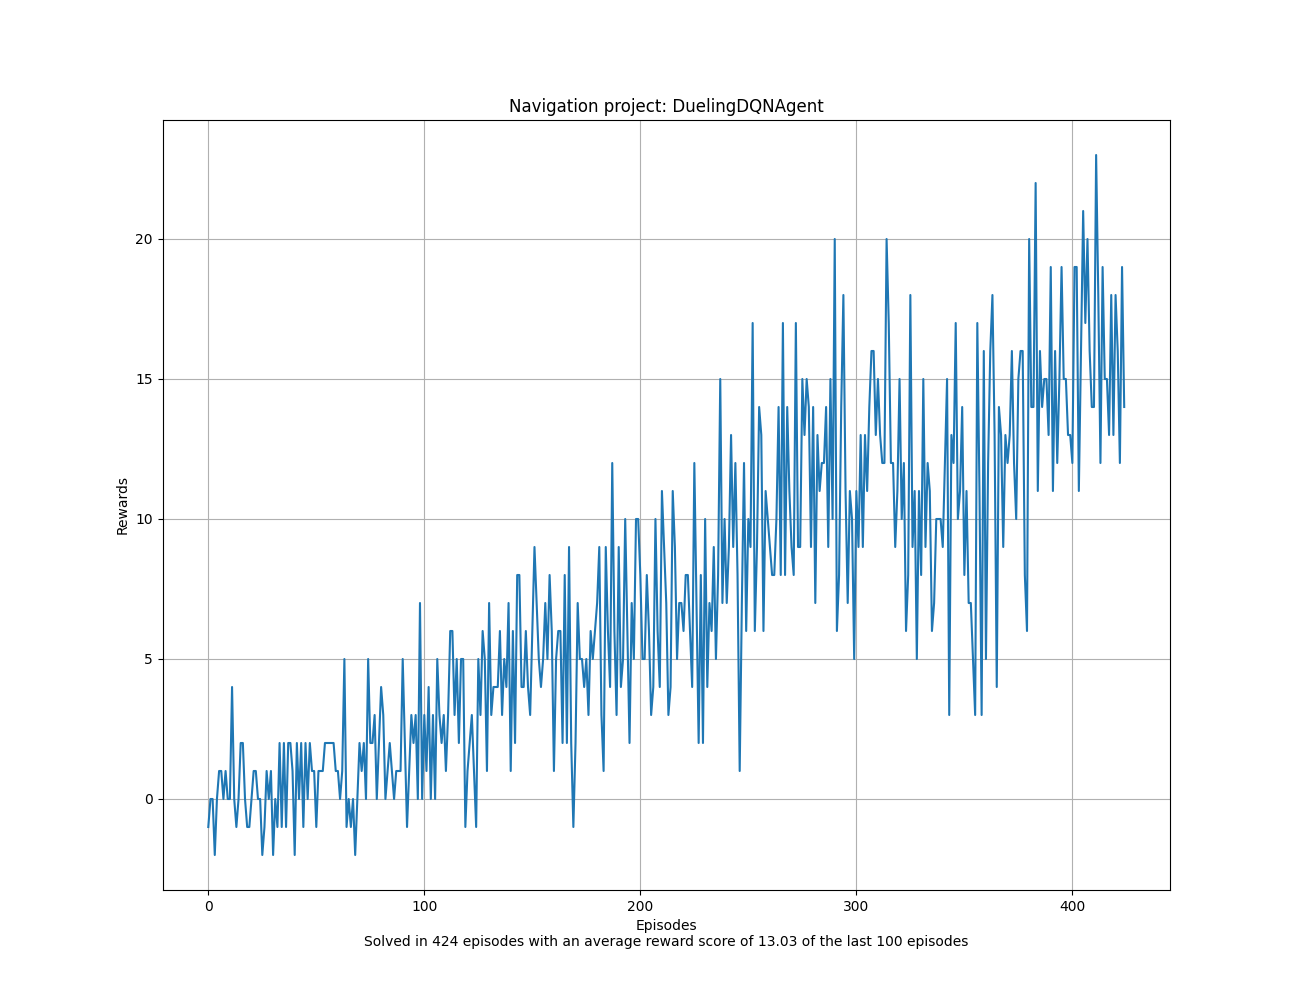 Navigation project: DuelingDQNAgent
20
15
10
5
0
Rewards
0 100 200 300 400
Episodes
Solved in 424 episodes with an average reward score of 13.03 of the last 100 episodes